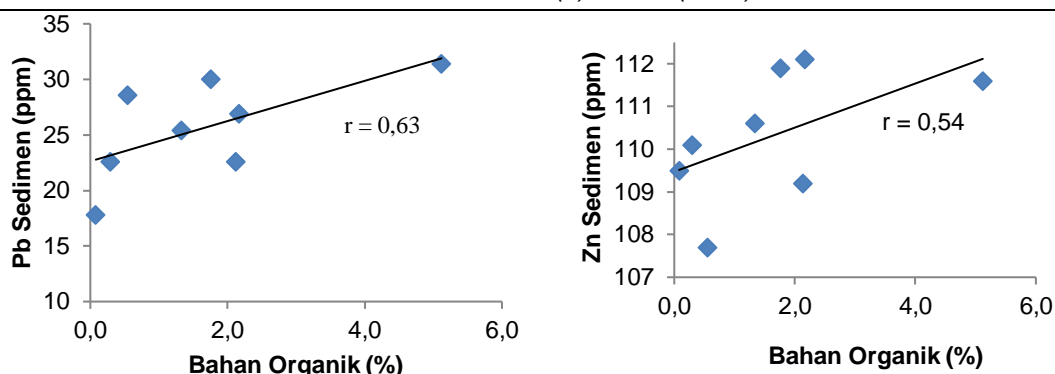 35
30
25
20
15
10
Pb Sedimen (ppm)
r = 0,63
0,0 2,0 4,0 6,0
Bahan Organik (%)
112
111
110
109
108
107
Zn Sedimen (ppm)
r = 0,54
0,0 2,0 4,0 6,0
Bahan Organik (%)